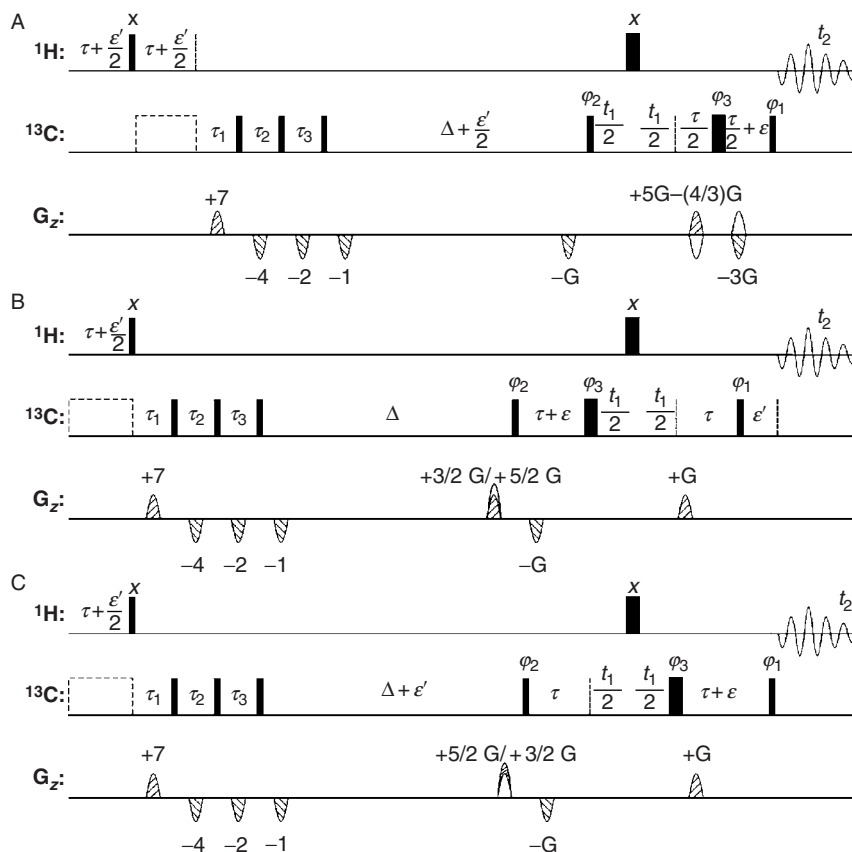 A
x x
¹H: τ+ε′/2 τ+ε′/2 t₂
¹³C: τ₁ τ₂ τ₃ Δ+ε′/2 φ₂ t₁/2 t₁/2 τ/2 φ₃ τ/2+ε φ₁
G_z: +7 +5G–(4/3)G
–4 –2 –1 –G –3G
B
x x
¹H: τ+ε′/2 t₂
¹³C: τ₁ τ₂ τ₃ Δ φ₂ τ+ε φ₃ t₁/2 t₁/2 τ φ₁ ε′
G_z: +7 +3/2 G/+5/2 G +G
–4 –2 –1 –G
C
x x
¹H: τ+ε′/2 t₂
¹³C: τ₁ τ₂ τ₃ Δ+ε′ φ₂ τ t₁/2 t₁/2 φ₃ τ+ε φ₁
G_z: +7 +5/2 G/+3/2 G +G
–4 –2 –1 –G